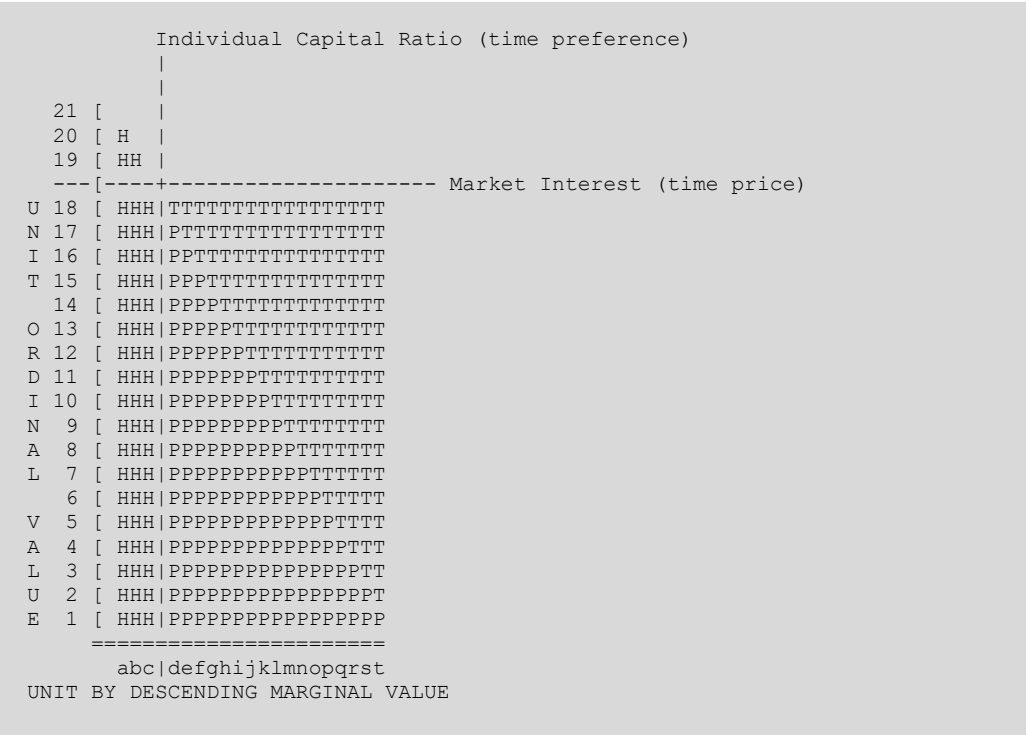 Individual Capital Ratio (time preference)
|
|
21 [     |
20 [ H   |
19 [ HH |
---[----+--------------------- Market Interest (time price)
U 18 [ HHH|TTTTTTTTTTTTTTTTT
N 17 [ HHH|PTTTTTTTTTTTTTTTT
I 16 [ HHH|PPTTTTTTTTTTTTTTT
T 15 [ HHH|PPPTTTTTTTTTTTTTT
14 [ HHH|PPPPTTTTTTTTTTTTT
O 13 [ HHH|PPPPPTTTTTTTTTTTT
R 12 [ HHH|PPPPPPTTTTTTTTTTT
D 11 [ HHH|PPPPPPPTTTTTTTTTT
I 10 [ HHH|PPPPPPPPTTTTTTTTT
N 9 [ HHH|PPPPPPPPPTTTTTTTT
A 8 [ HHH|PPPPPPPPPPTTTTTTT
L 7 [ HHH|PPPPPPPPPPPTTTTTT
6 [ HHH|PPPPPPPPPPPPTTTTT
V 5 [ HHH|PPPPPPPPPPPPPTTTT
A 4 [ HHH|PPPPPPPPPPPPPPTTT
L 3 [ HHH|PPPPPPPPPPPPPPPTT
U 2 [ HHH|PPPPPPPPPPPPPPPPT
E 1 [ HHH|PPPPPPPPPPPPPPPPP
=======================
abc|defghijklmnopqrst
UNIT BY DESCENDING MARGINAL VALUE